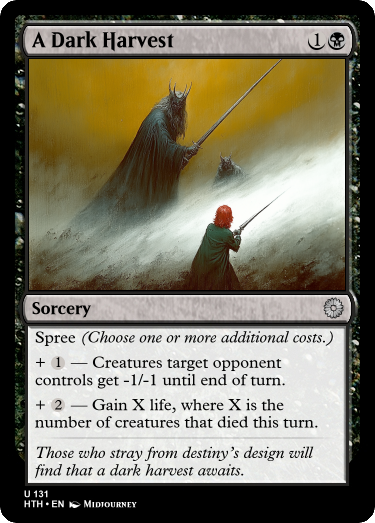 A Dark Harvest 1
Sorcery
Spree (Choose one or more additional costs.)
+ 1 — Creatures target opponent
controls get -1/-1 until end of turn.
+ 2 — Gain X life, where X is the
number of creatures that died this turn.
Those who stray from destiny's design will
find that a dark harvest awaits.
U 131
HTH • EN Midjourney